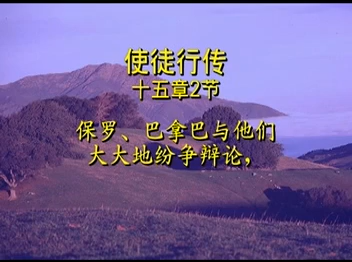 使徒行传
十五章2节
保罗、巴拿巴与他们
大大地纷争辩论，